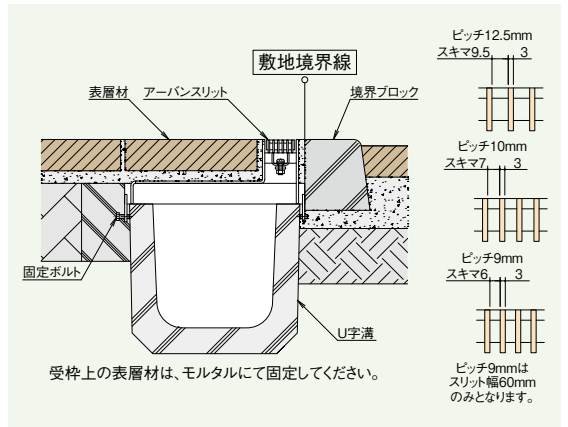 敷地境界線
表層材
アーバンスリット
境界ブロック
固定ボルト
U字溝
受枠上の表層材は、モルタルにて固定してください。
ピッチ12.5mm
スキマ9.5 3
ピッチ10mm
スキマ7 3
ピッチ9mm
スキマ6 3
ピッチ9mmは
スリット幅60mm
のみとなります。